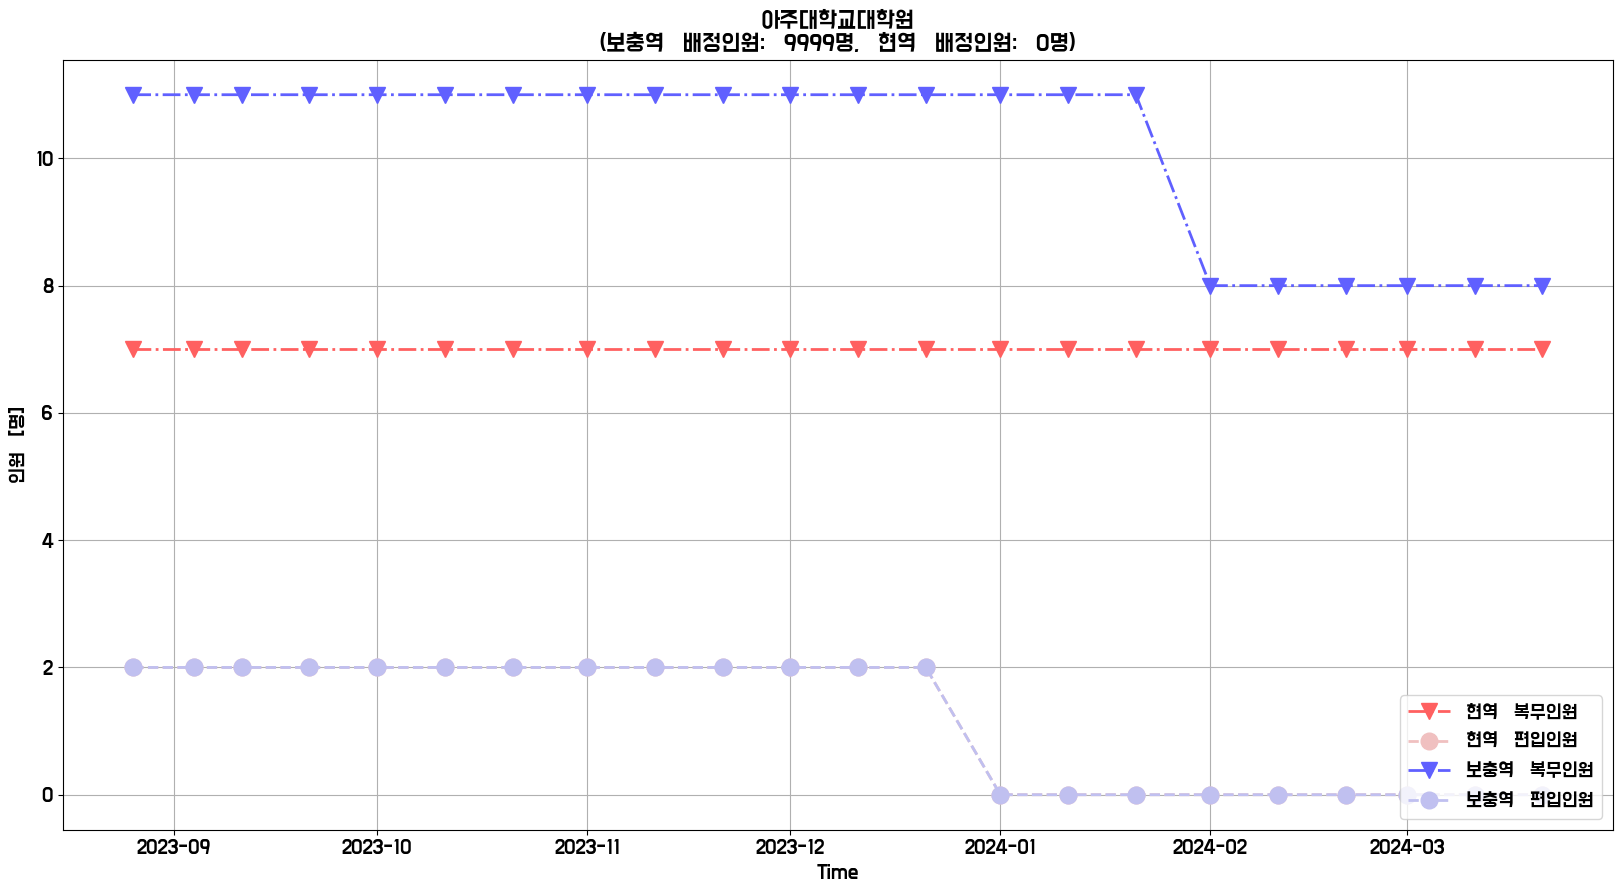 아주대학교대학원
(보충역 배정인원: 9999명, 현역 배정인원: 0명)
인원 [명]
10
8
6
4
2
0
현역 복무인원
현역 편입인원
보충역 복무인원
보충역 편입인원
2023-09 2023-10 2023-11 2023-12 2024-01 2024-02 2024-03
Time